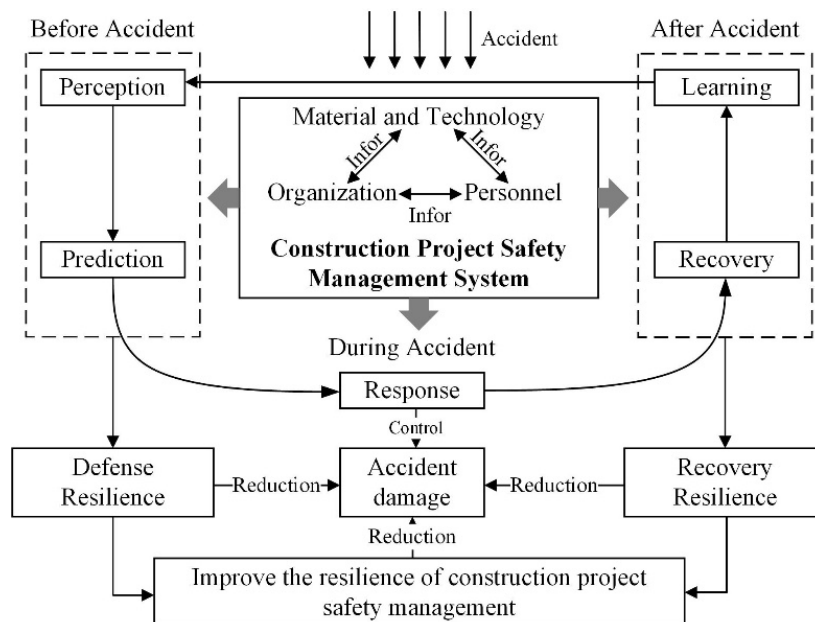 Before Accident
Accident
After Accident
Perception
Learning
Material and Technology
Infor
Infor
Organization
Personnel
Infor
Construction Project Safety
Management System
Prediction
Recovery
During Accident
Response
Control
Defense
Resilience
Reduction
Accident
damage
Reduction
Recovery
Resilience
Reduction
Improve the resilience of construction project
safety management